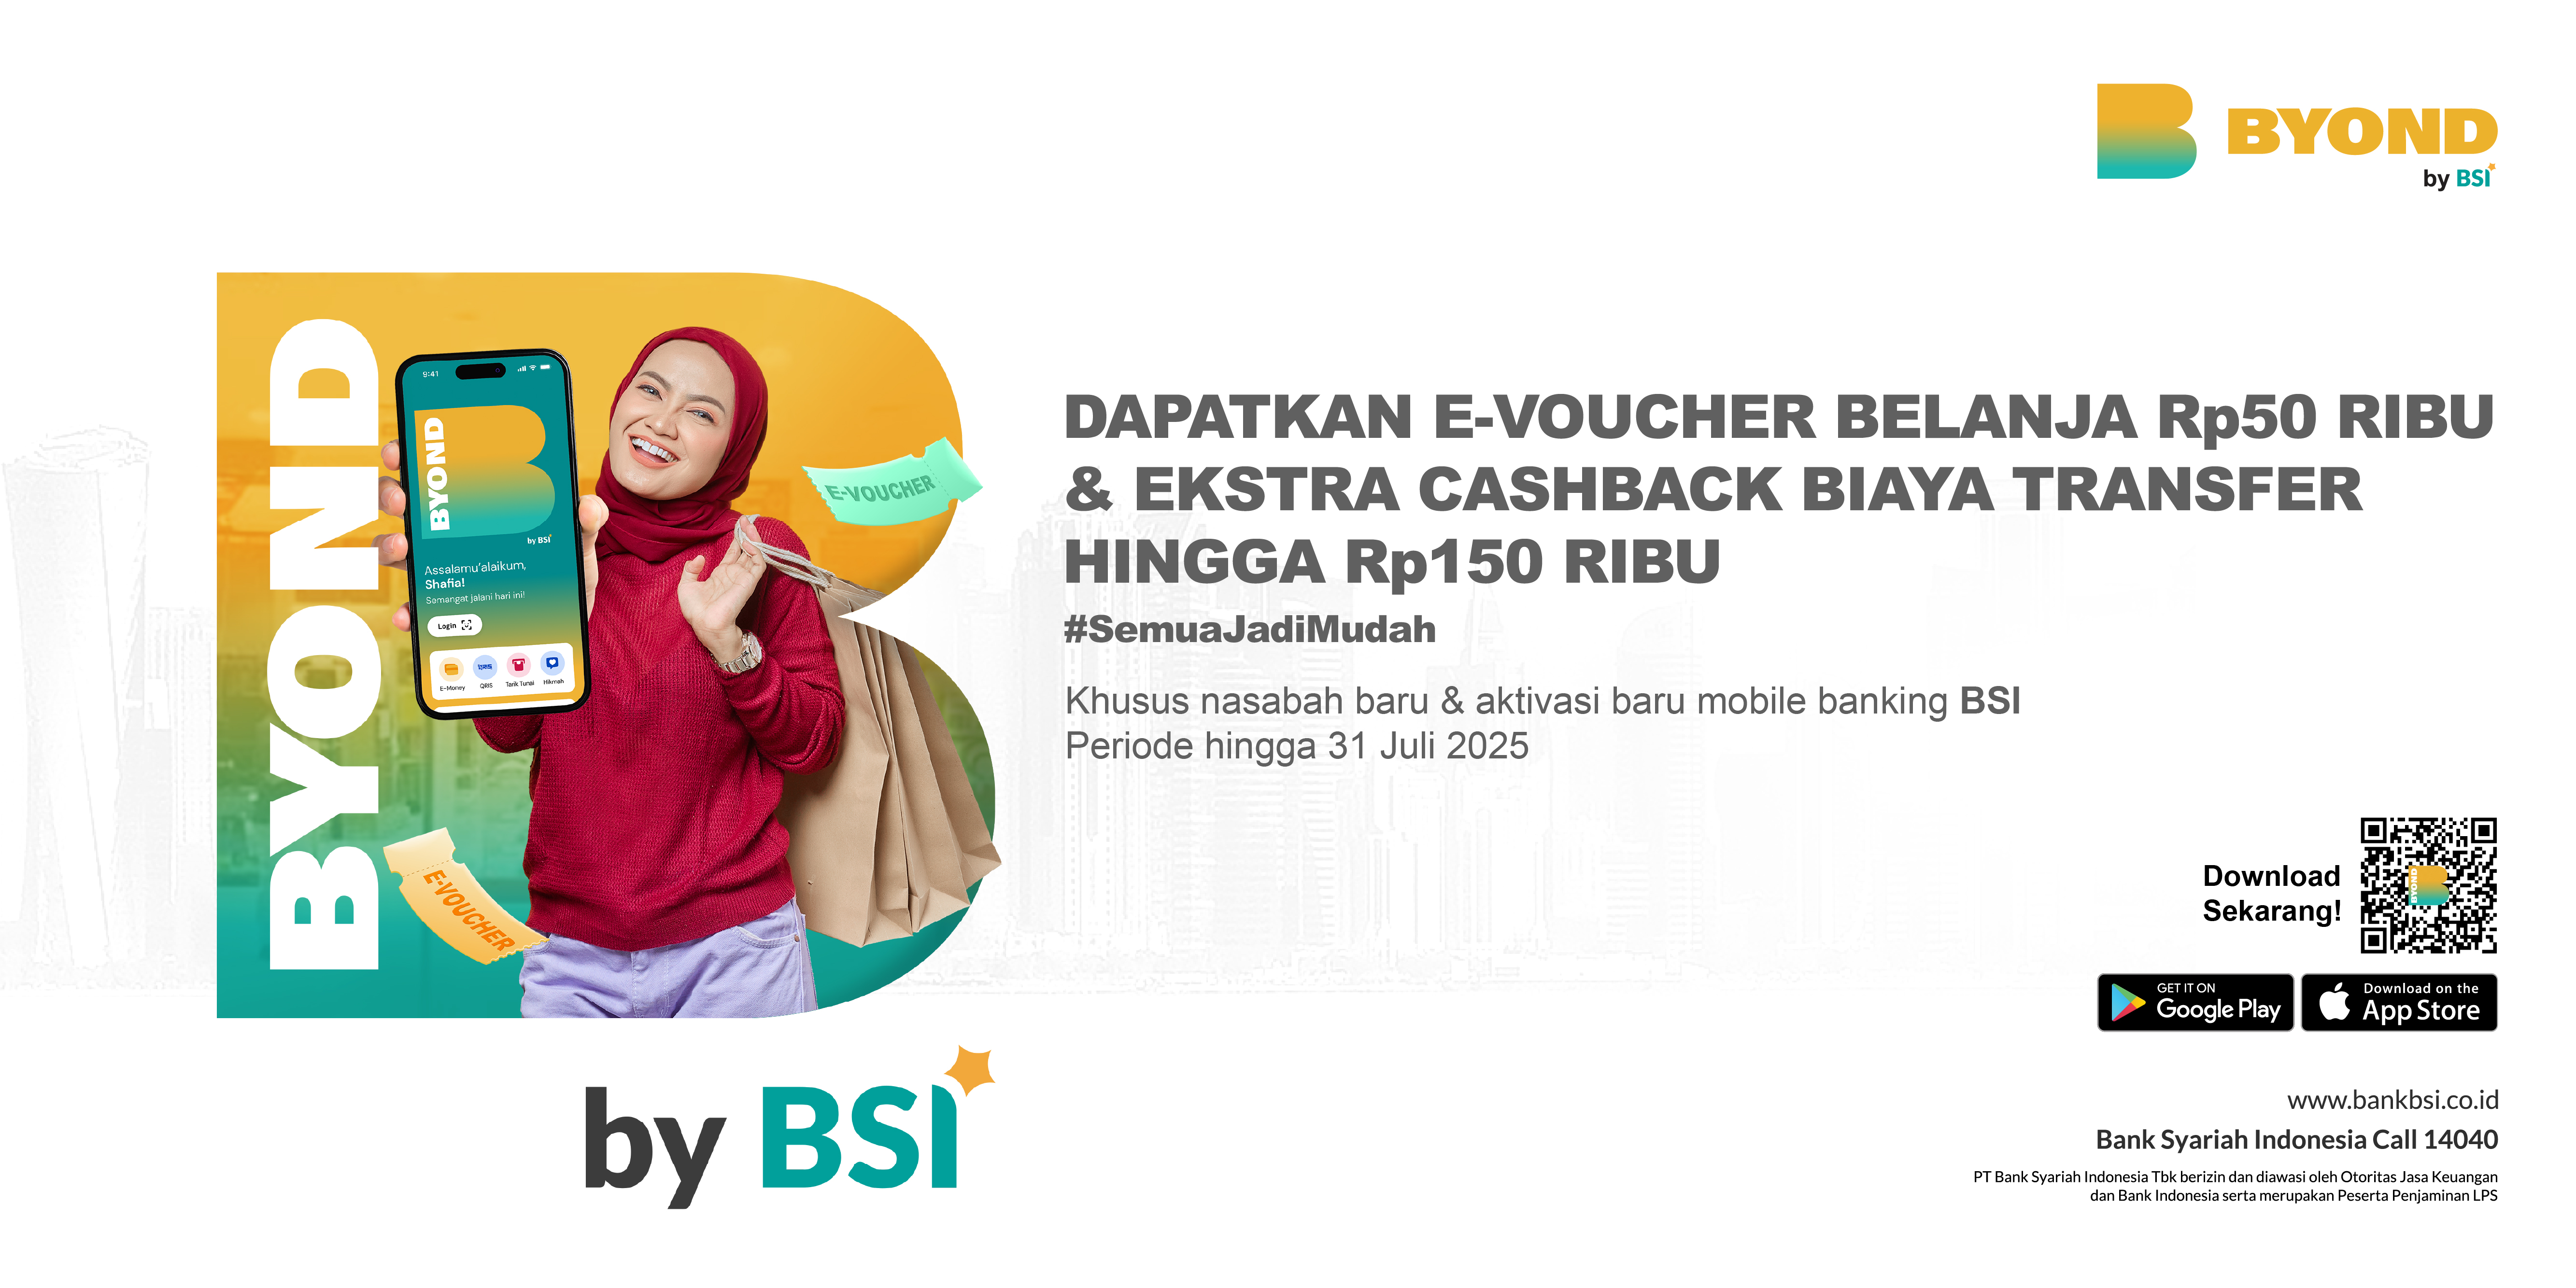 BYOND
by BSI
BYOND
9:41
BYOND
by BSI
Assalamu'alaikum,
Shafia!
Semangat jalani hari ini!
Login
E-Money QRIS Tarik Tunai Hikmah
E-VOUCHER
E-VOUCHER
by BSI
DAPATKAN E-VOUCHER BELANJA Rp50 RIBU
& EKSTRA CASHBACK BIAYA TRANSFER
HINGGA Rp150 RIBU
#SemuaJadiMudah
Khusus nasabah baru & aktivasi baru mobile banking BSI
Periode hingga 31 Juli 2025
Download
Sekarang!
BYOND
GET IT ON
Google Play
Download on the
App Store
www.bankbsi.co.id
Bank Syariah Indonesia Call 14040
PT Bank Syariah Indonesia Tbk berizin dan diawasi oleh Otoritas Jasa Keuangan
dan Bank Indonesia serta merupakan Peserta Penjaminan LPS